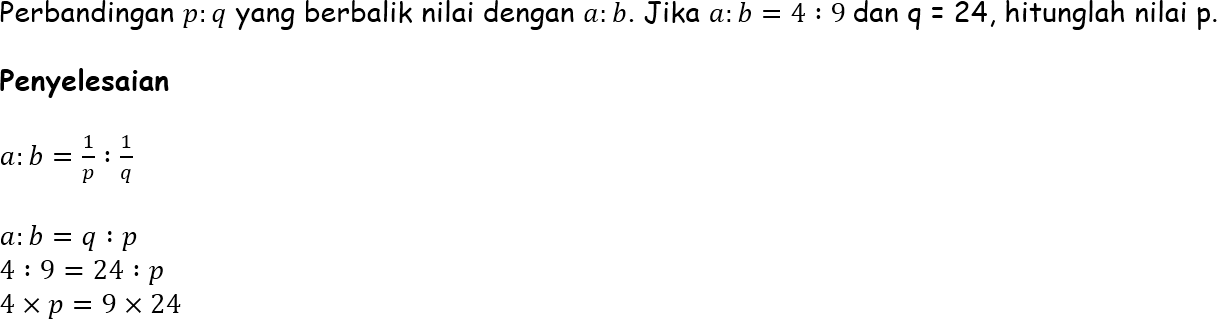 Perbandingan p: q yang berbalik nilai dengan a: b. Jika a: b = 4 : 9 dan q = 24, hitunglah nilai p.
Penyelesaian
a: b = 1/p : 1/q
a: b = q : p
4 : 9 = 24 : p
4 × p = 9 × 24